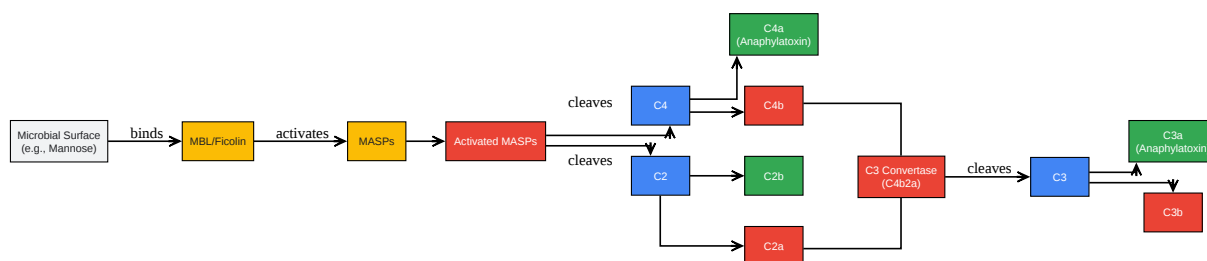 Microbial Surface
(e.g., Mannose)
binds
MBL/Ficolin
activates
MASPs
Activated MASPs
cleaves
cleaves
C4
C2
C4a
(Anaphylatoxin)
C4b
C2b
C2a
C3 Convertase
(C4b2a)
cleaves
C3
C3a
(Anaphylatoxin
C3b